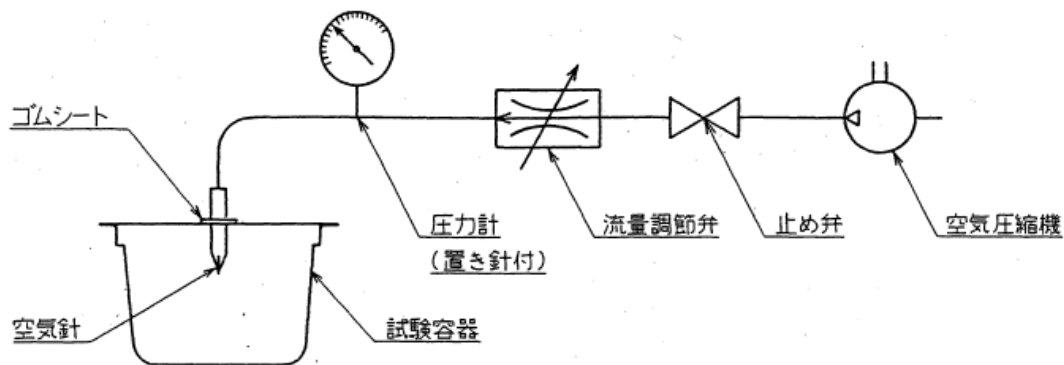 ゴムシート
圧力計
(置き針付)
流量調節弁
止め弁
空気圧縮機
空気針
試験容器